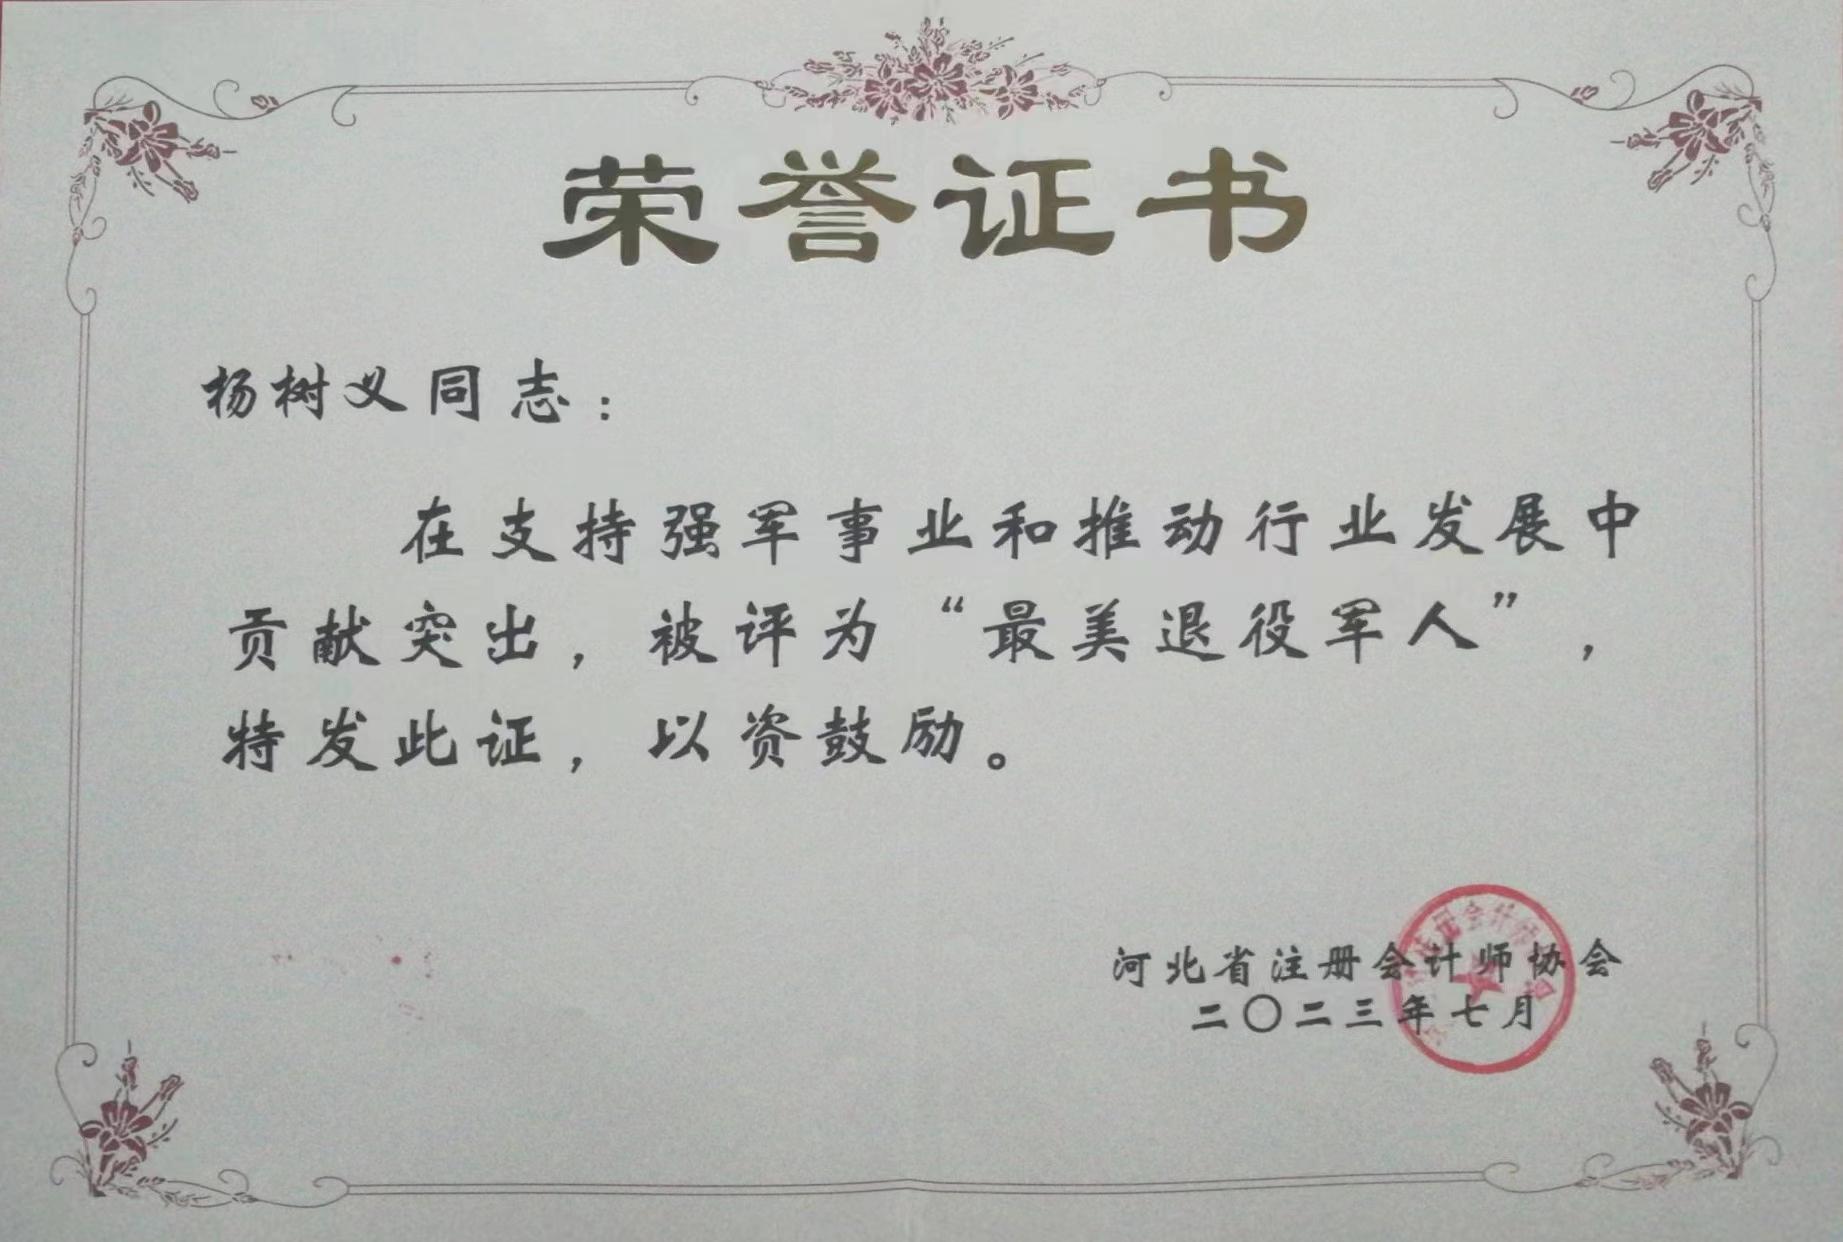 荣誉证书
杨树义同志：
在支持强军事业和推动行业发展中
贡献突出，被评为“最美退役军人”，
特发此证，以资鼓励。
河北省注册会计师协会
二〇二三年七月